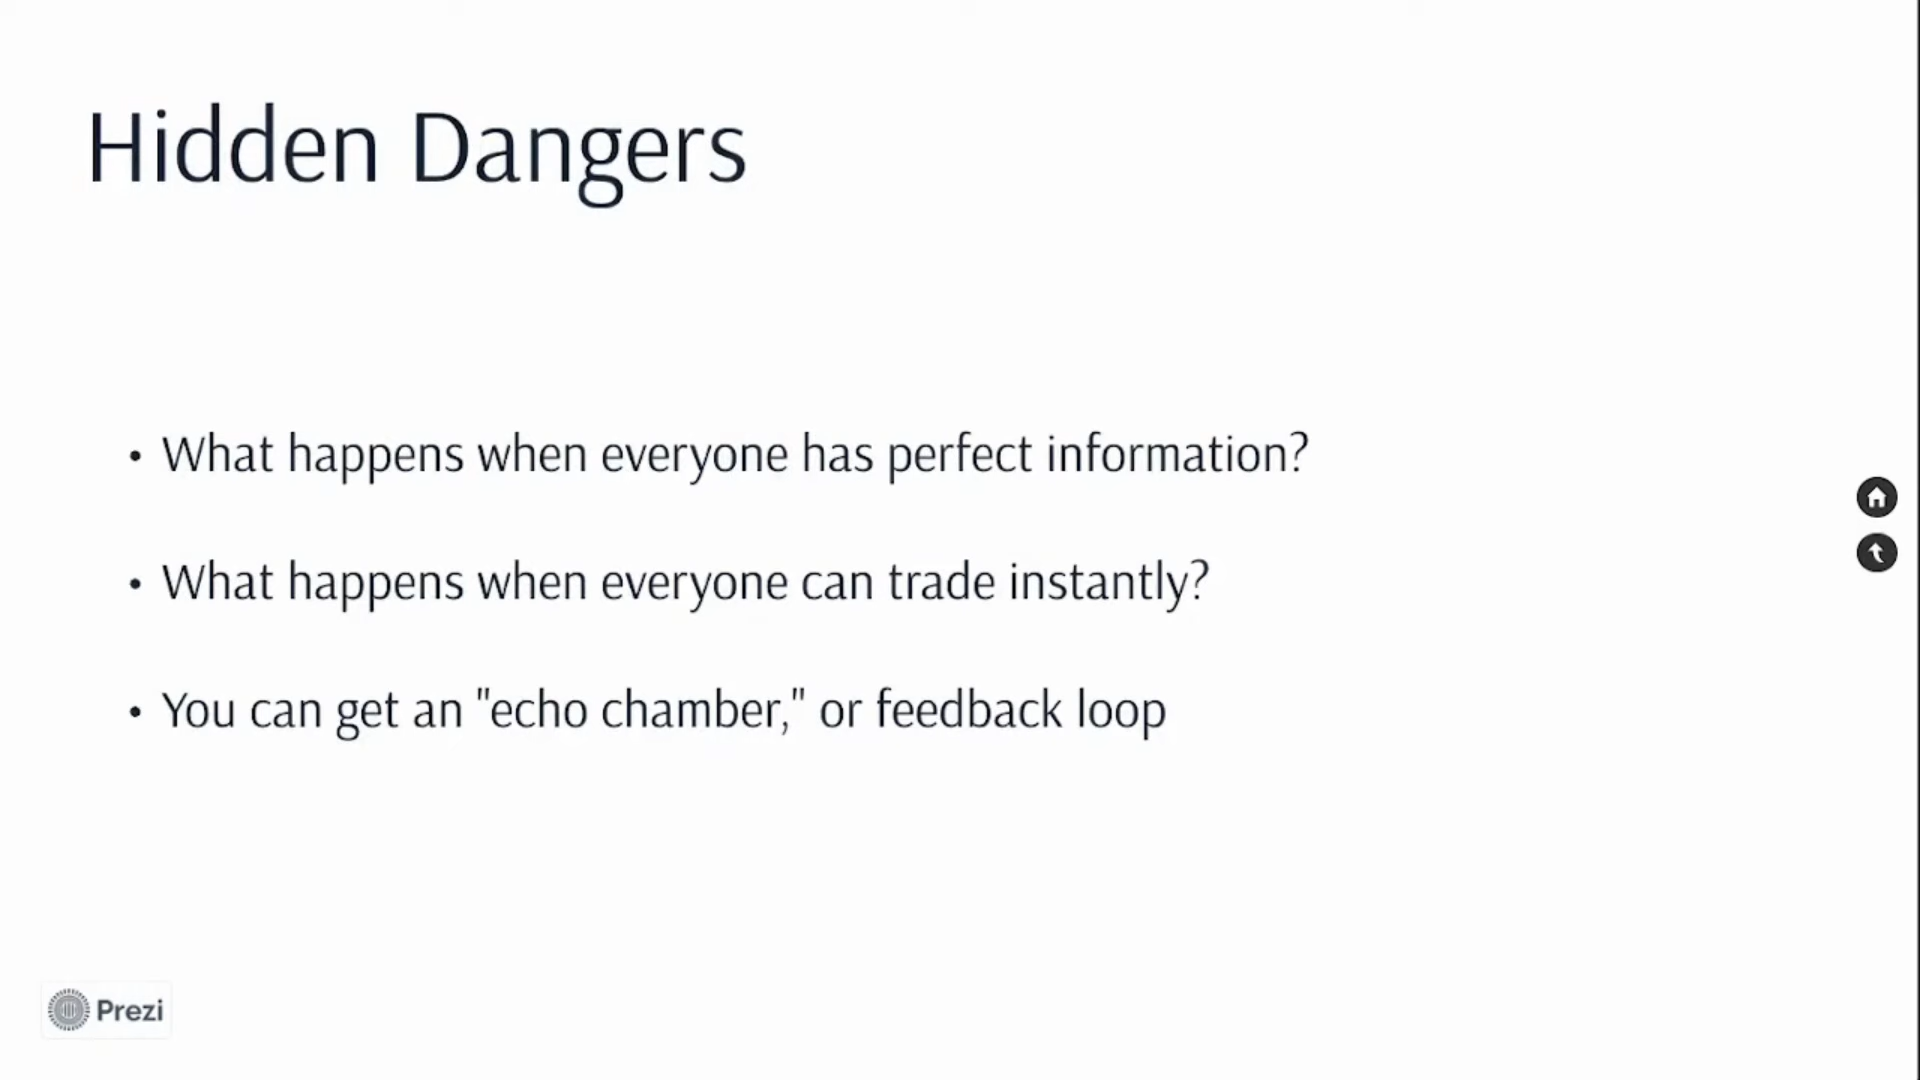 Hidden Dangers
• What happens when everyone has perfect information?
• What happens when everyone can trade instantly?
• You can get an "echo chamber," or feedback loop
Prezi